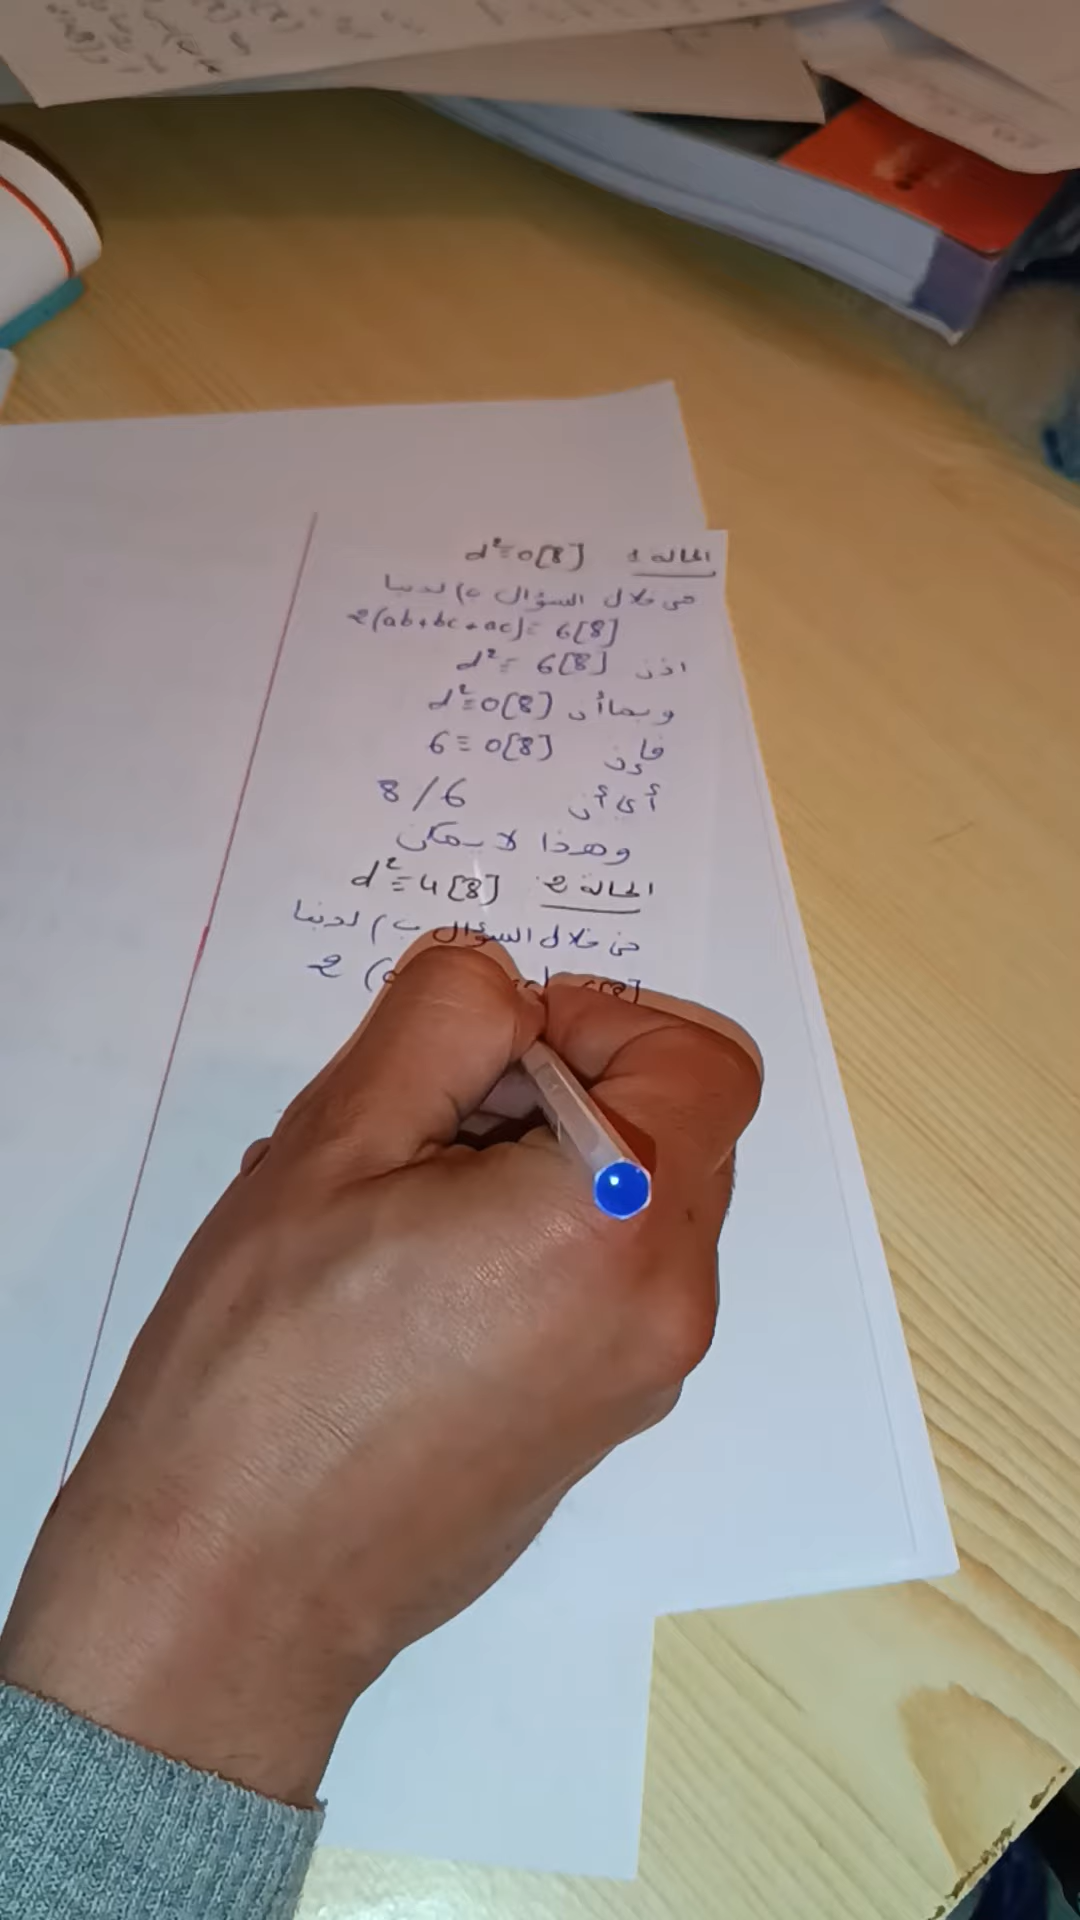 الحالة 1 d²≡0[8]
من خلال السؤال ب) لدينا
2(ab+bc+ac)≡ 6[8]
اذن d²≡ 6[8]
وبما أن d²≡0[8]
فإن 6≡0[8]
أي أن 8/6
وهذا لا يمكن
الحالة 2 d²≡4[8]
من خلال السؤال ب) لدينا
2 (